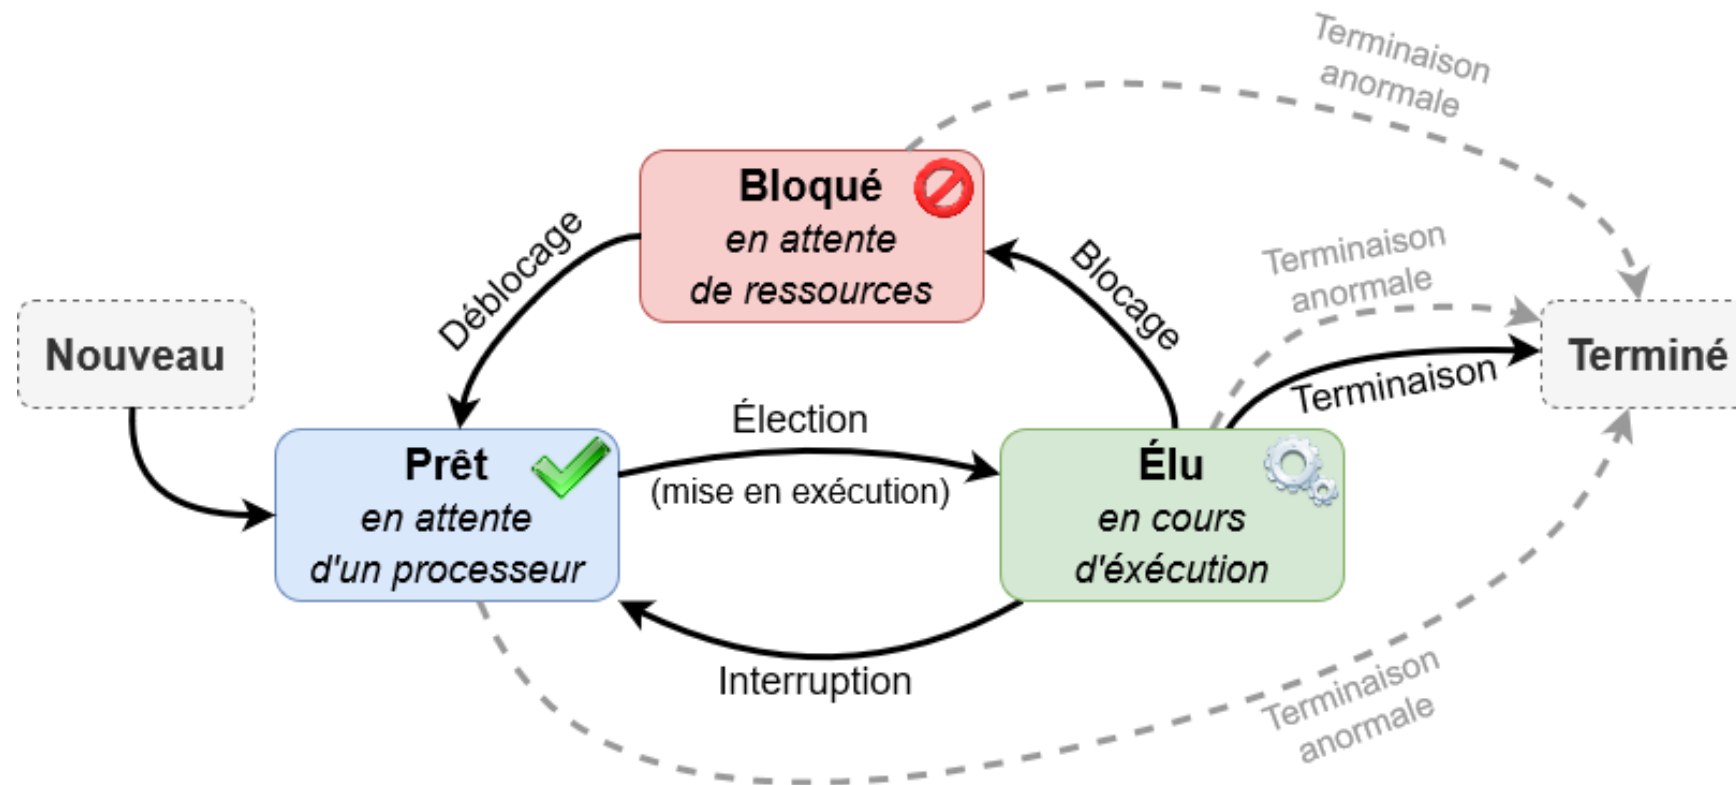 Terminaison
anormale
Bloqué
en attente
de ressources
Déblocage
Blocage
Terminaison
anormale
Nouveau
Terminé
Terminaison
Élection
(mise en exécution)
Prêt
en attente
d'un processeur
Élu
en cours
d'éxécution
Interruption
Terminaison
anormale